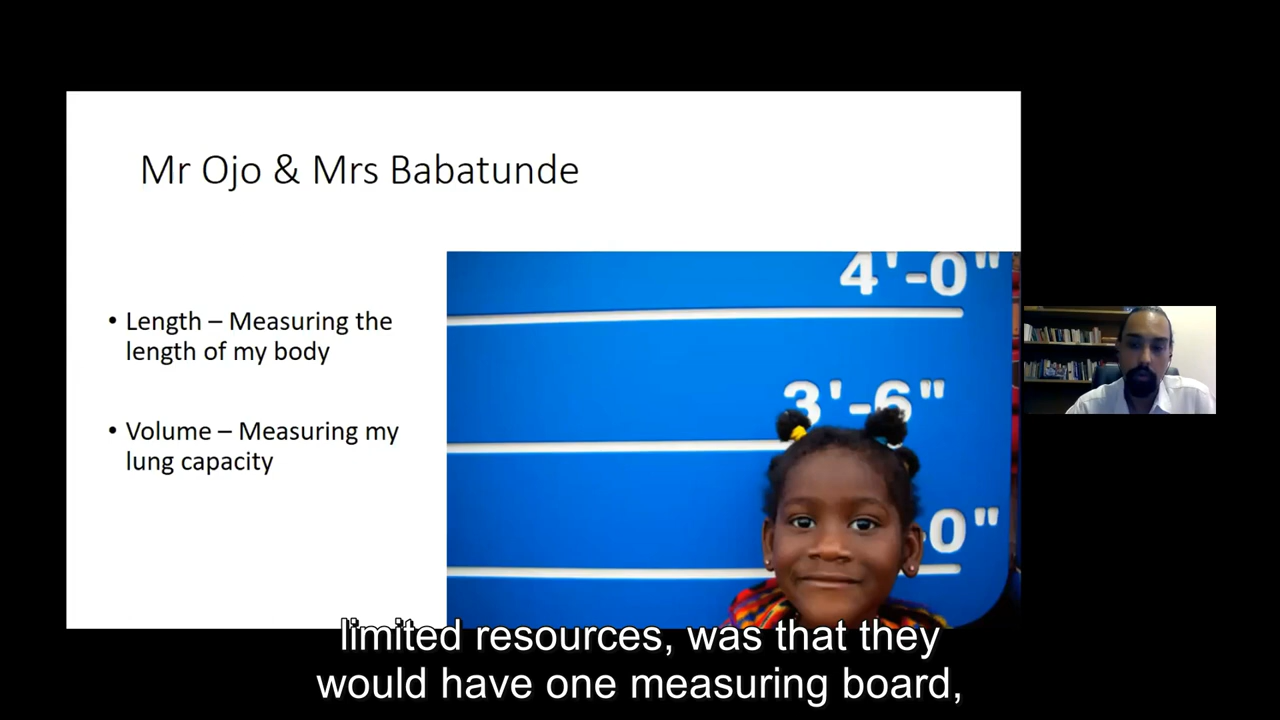 Mr Ojo & Mrs Babatunde
• Length – Measuring the
length of my body
• Volume – Measuring my
lung capacity
4'-0"
3'-6"
-0"
limited resources, was that they
would have one measuring board,